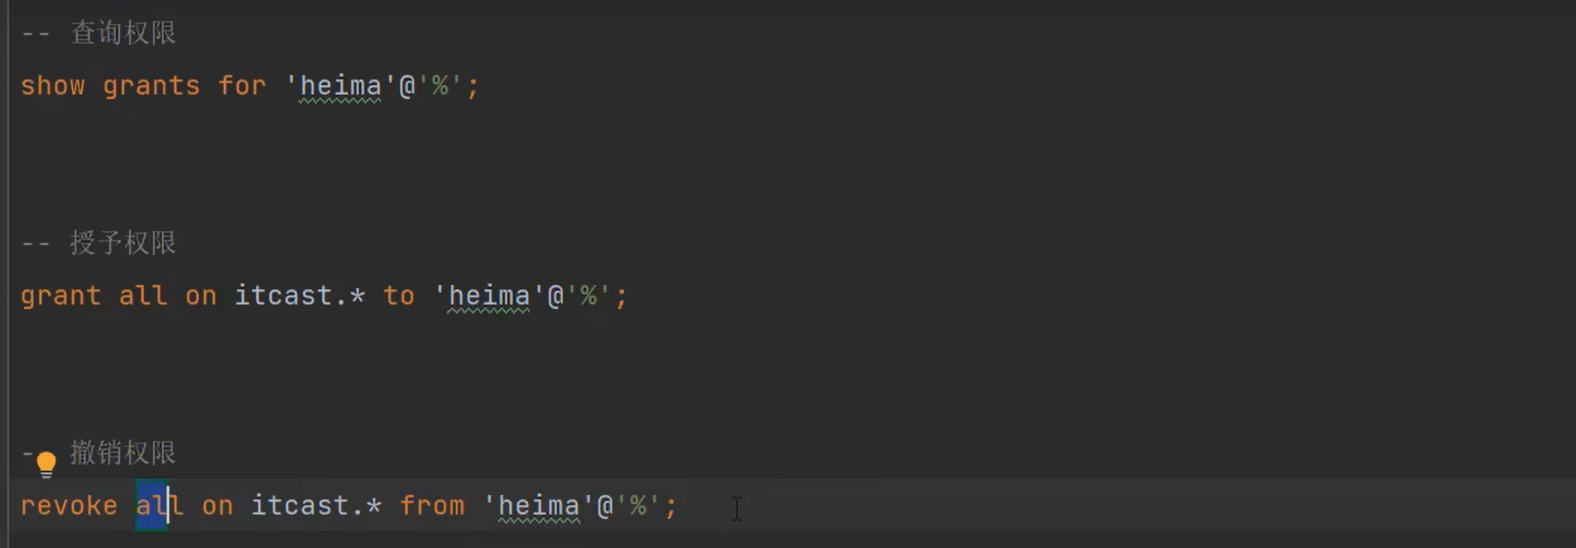 -- 查询权限
show grants for 'heima'@'%';
-- 授予权限
grant all on itcast.* to 'heima'@'%';
- 撤销权限
revoke all on itcast.* from 'heima'@'%';